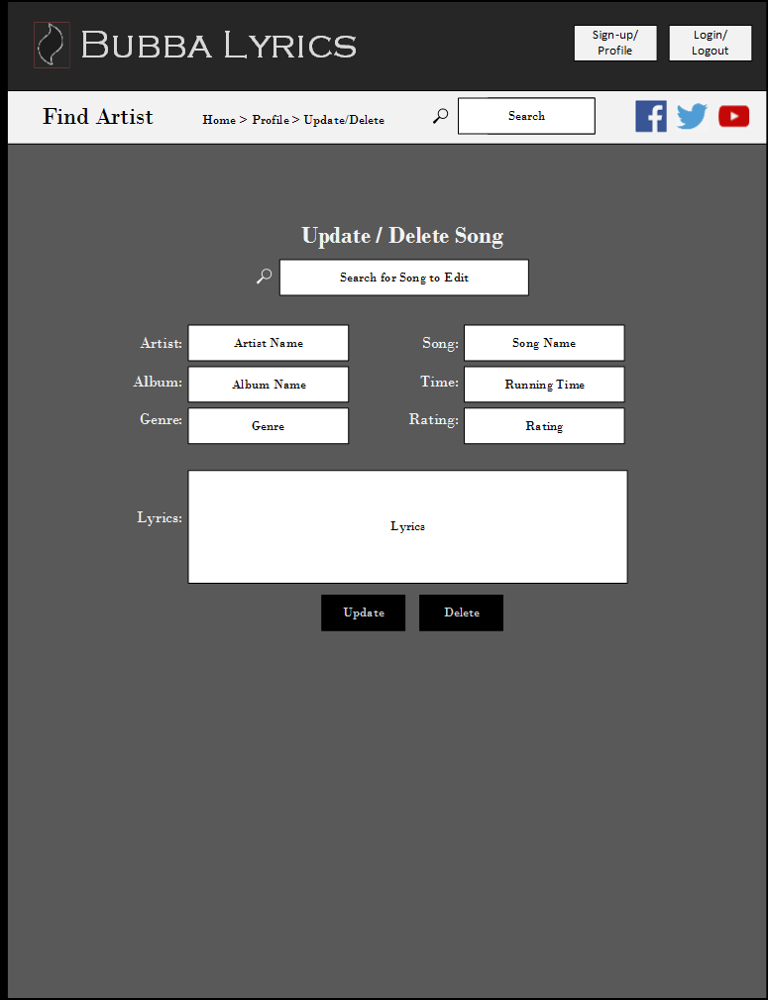 BUBBA LYRICS
Sign-up/
Profile
Login/
Logout
Find Artist
Home > Profile > Update/Delete
Search
Update / Delete Song
Search for Song to Edit
Artist: Artist Name
Song: Song Name
Album: Album Name
Time: Running Time
Genre: Genre
Rating: Rating
Lyrics: Lyrics
Update
Delete